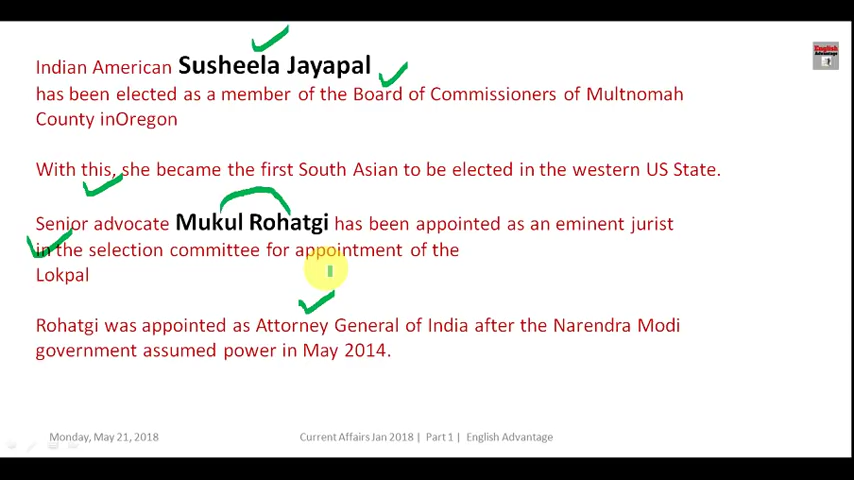 Indian American Susheela Jayapal
has been elected as a member of the Board of Commissioners of Multnomah
County inOregon
With this, she became the first South Asian to be elected in the western US State.
Senior advocate Mukul Rohatgi has been appointed as an eminent jurist
in the selection committee for appointment of the
Lokpal
Rohatgi was appointed as Attorney General of India after the Narendra Modi
government assumed power in May 2014.
English
Advantage
Monday, May 21, 2018
Current Affairs Jan 2018 | Part 1 | English Advantage